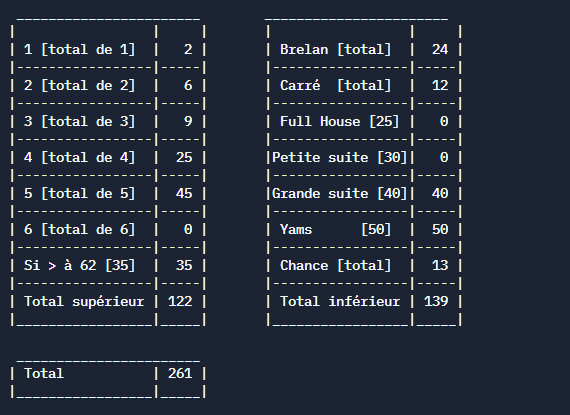 1 [total de 1] 2 Brelan [total] 24
2 [total de 2] 6 Carré [total] 12
3 [total de 3] 9 Full House [25] 0
4 [total de 4] 25 Petite suite [30] 0
5 [total de 5] 45 Grande suite [40] 40
6 [total de 6] 0 Yams [50] 50
Si > à 62 [35] 35 Chance [total] 13
Total supérieur 122 Total inférieur 139
Total 261